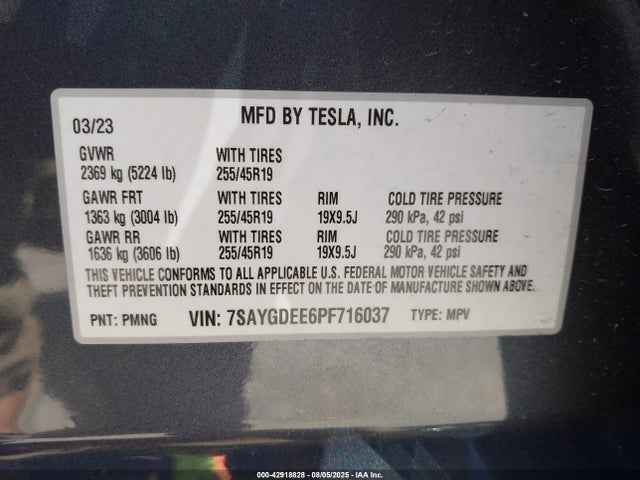 MFD BY TESLA, INC.
03/23
GVWR WITH TIRES
2369 kg (5224 lb) 255/45R19
GAWR FRT WITH TIRES RIM COLD TIRE PRESSURE
1363 kg (3004 lb) 255/45R19 19X9.5J 290 kPa, 42 psi
GAWR RR WITH TIRES RIM COLD TIRE PRESSURE
1636 kg (3606 lb) 255/45R19 19X9.5J 290 kPa, 42 psi
THIS VEHICLE CONFORMS TO ALL APPLICABLE U.S. FEDERAL MOTOR VEHICLE SAFETY AND
THEFT PREVENTION STANDARDS IN EFFECT ON THE DATE OF MANUFACTURE SHOWN ABOVE.
PNT: PMNG VIN: 7SAYGDEE6PF716037 TYPE: MPV
000-42918828 - 08/05/2025 - IAAI.COM